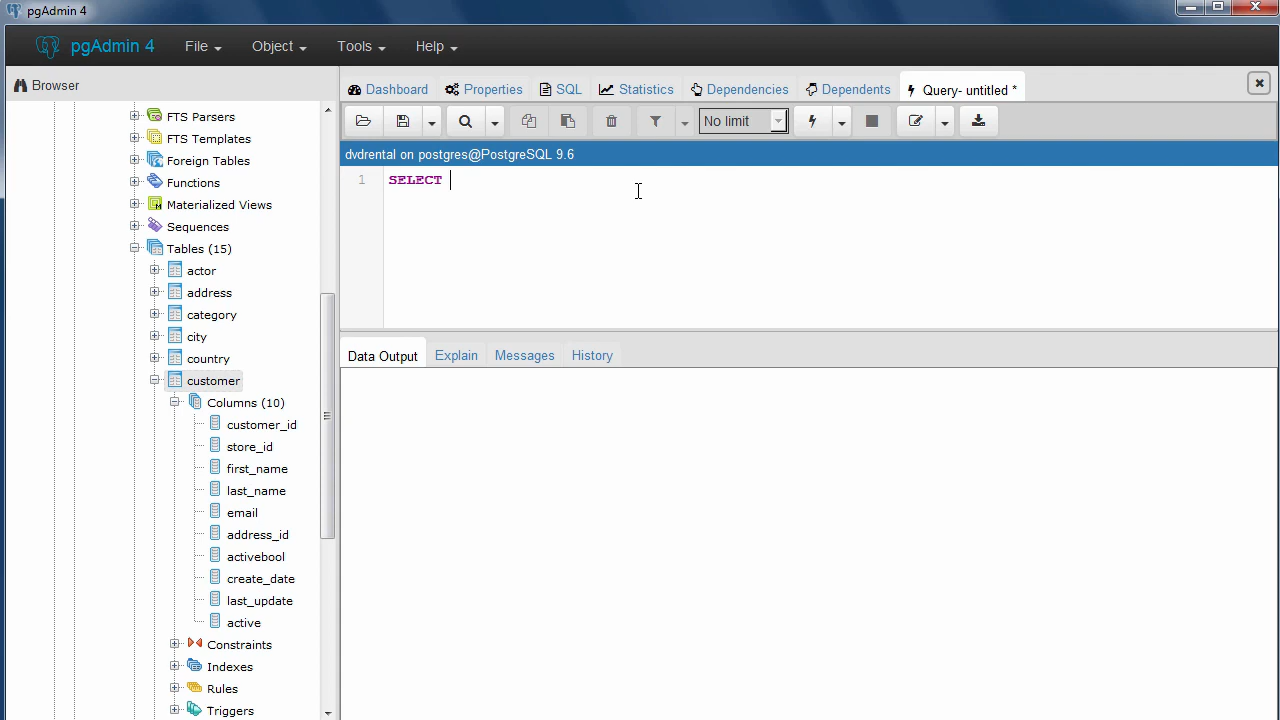 pgAdmin 4
pgAdmin 4 File Object Tools Help
Browser
Dashboard Properties SQL Statistics Dependencies Dependents Query- untitled *
No limit
dvdrental on postgres@PostgreSQL 9.6
1 SELECT
FTS Parsers
FTS Templates
Foreign Tables
Functions
Materialized Views
Sequences
Tables (15)
actor
address
category
city
country
customer
Columns (10)
customer_id
store_id
first_name
last_name
email
address_id
activebool
create_date
last_update
active
Constraints
Indexes
Rules
Triggers
Data Output Explain Messages History